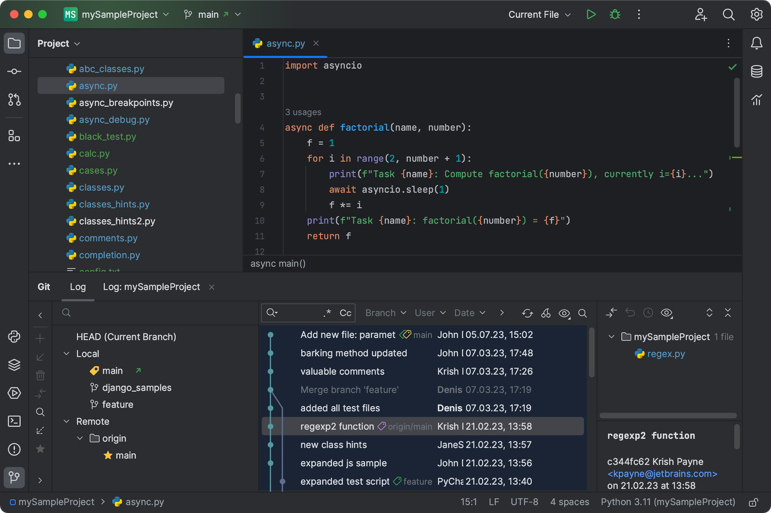 MS mySampleProject main Current File
Project
async.py
abc_classes.py
async.py
async_breakpoints.py
async_debug.py
black_test.py
calc.py
cases.py
classes.py
classes_hints.py
classes_hints2.py
comments.py
completion.py
config.txt
1 import asyncio
2
3
3 usages
4 async def factorial(name, number):
5 f = 1
6 for i in range(2, number + 1):
7 print(f"Task {name}: Compute factorial({number}), currently i={i}...")
8 await asyncio.sleep(1)
9 f *= i
10 print(f"Task {name}: factorial({number}) = {f}")
11 return f
12
async main()
Git Log Log: mySampleProject
HEAD (Current Branch)
Local
main
django_samples
feature
Remote
origin
main
.* Cc Branch User Date
Add new file: paramet main John I 05.07.23, 15:02
barking method updated John I 07.03.23, 17:48
valuable comments Krish I 07.03.23, 17:26
Merge branch 'feature' Denis 07.03.23, 17:19
added all test files Denis 07.03.23, 17:19
regexp2 function origin/main Krish I 21.02.23, 13:58
new class hints JaneS 21.02.23, 13:57
expanded js sample John I 21.02.23, 13:56
expanded test script feature PyCha 21.02.23, 13:40
mySampleProject 1 file
regex.py
regexp2 function
c344fc62 Krish Payne
<kpayne@jetbrains.com>
on 21.02.23 at 13:58
mySampleProject async.py 15:1 LF UTF-8 4 spaces Python 3.11 (mySampleProject)